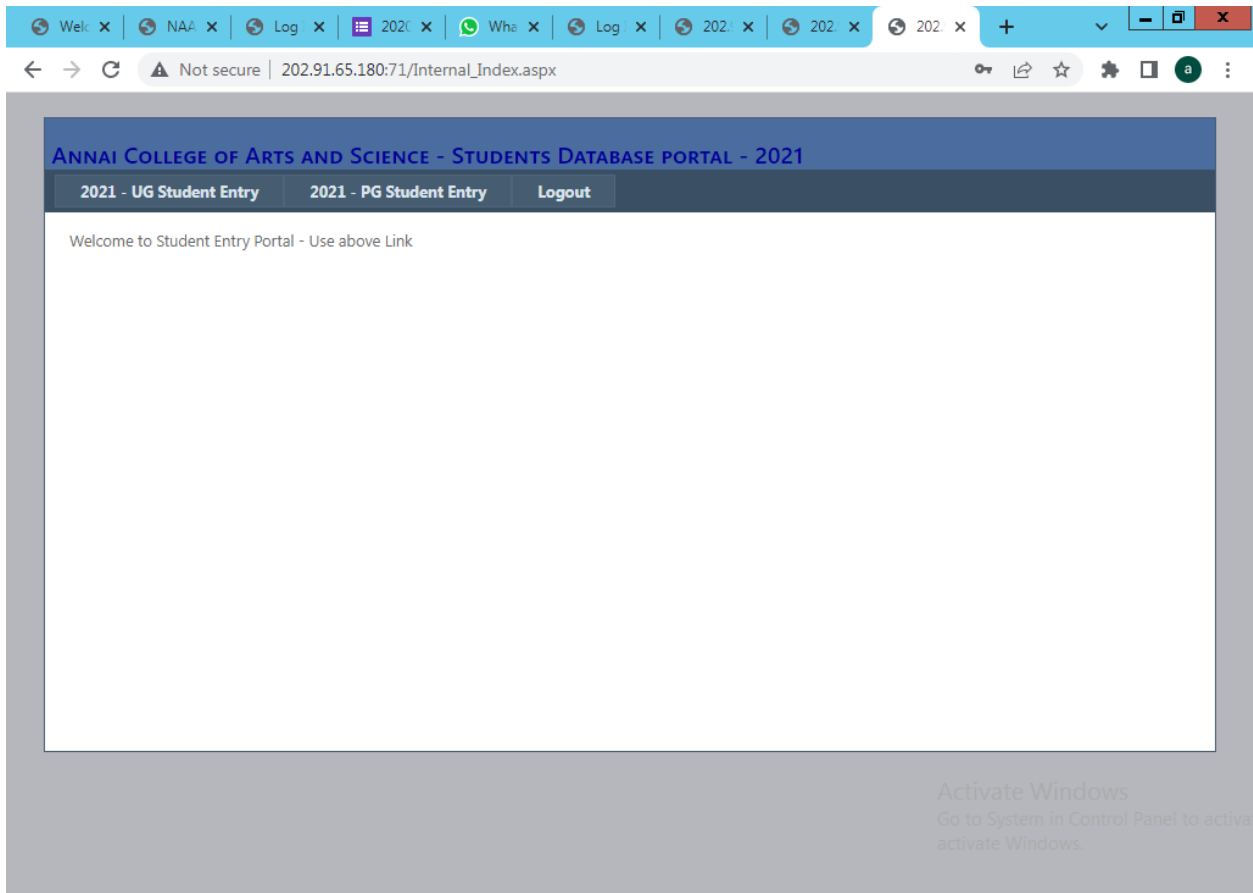 Welc NAA Log 2020 Wha Log 202. 202. 202.
Not secure 202.91.65.180:71/Internal_Index.aspx a
Annai College of Arts and Science - Students Database portal - 2021
2021 - UG Student Entry 2021 - PG Student Entry Logout
Welcome to Student Entry Portal - Use above Link
Activate Windows
Go to System in Control Panel to activa
activate Windows.